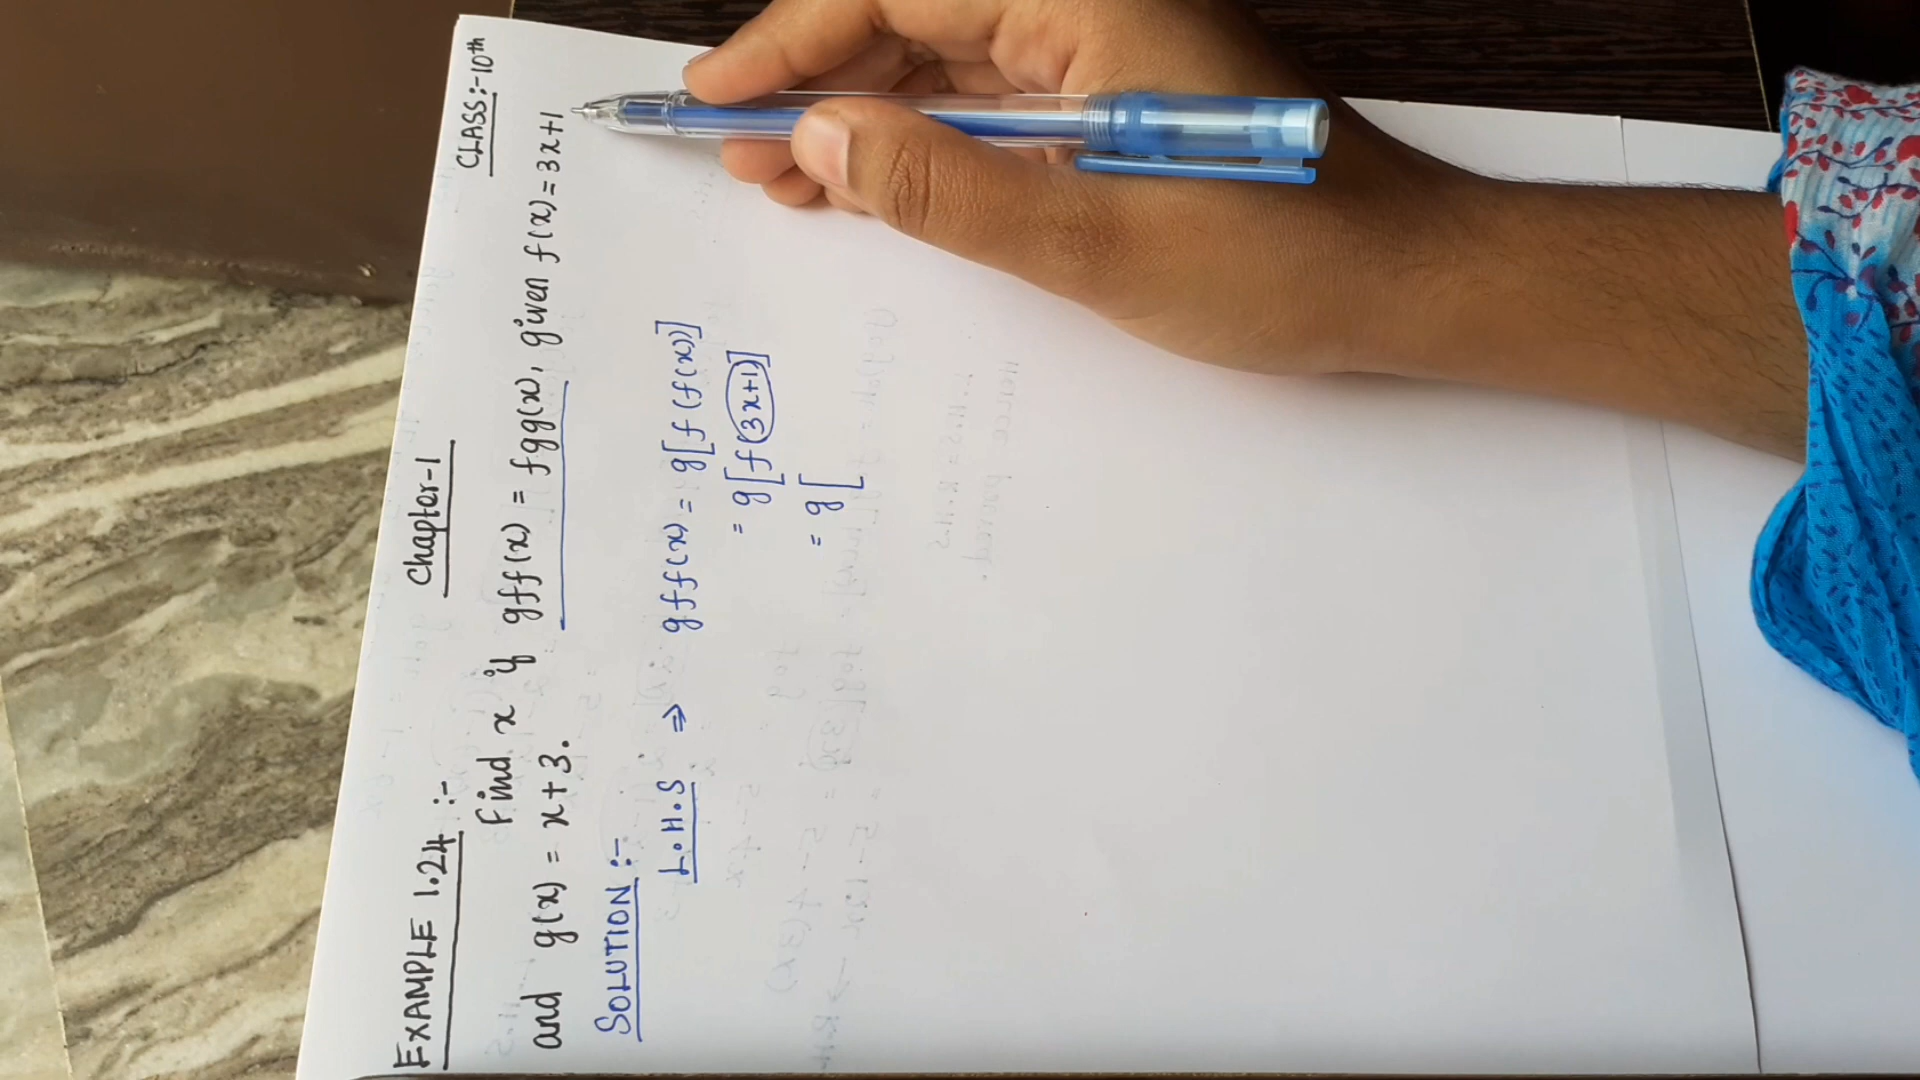 CLASS:-10th
Chapter-1
EXAMPLE 1.24 :-
Find x if gff(x) = fgg(x), given f(x) = 3x+1
and g(x) = x+3.
SOLUTION :-
L.H.S ⇒ gff(x) = g[f(f(x))]
= g[f(3x+1)]
= g[